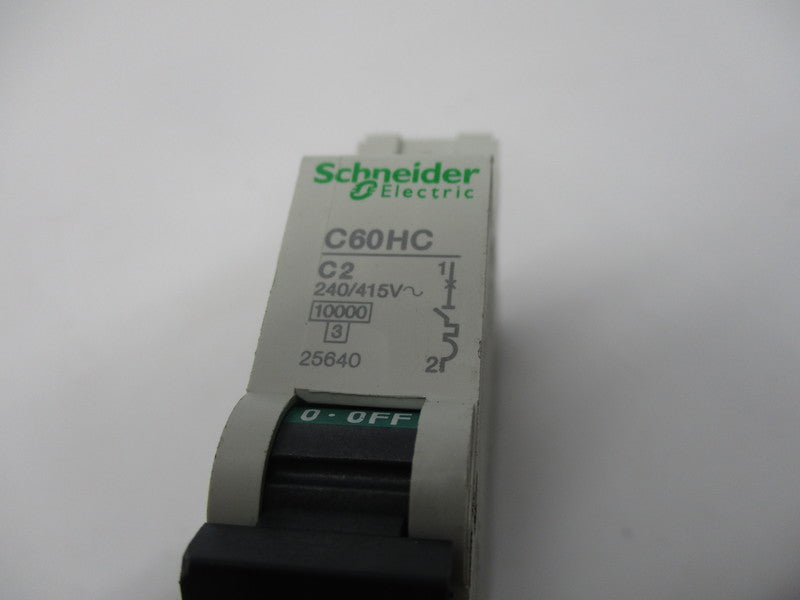 Schneider
Electric
C60HC
C2
240/415V~
10000
3
25640
1
2
O · OFF